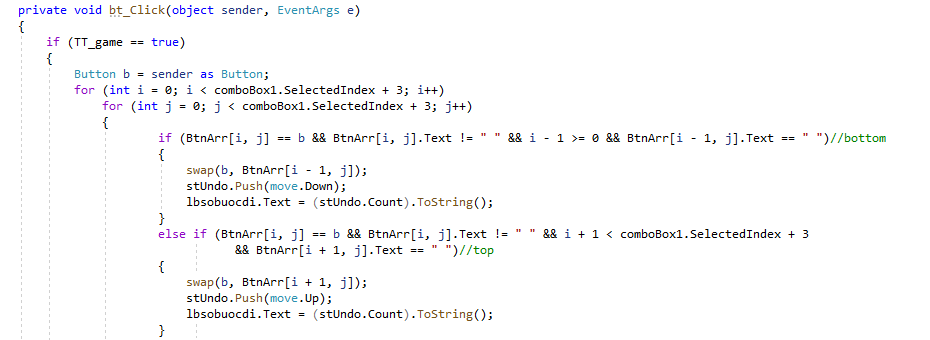 private void bt_Click(object sender, EventArgs e)
{
if (TT_game == true)
{
Button b = sender as Button;
for (int i = 0; i < comboBox1.SelectedIndex + 3; i++)
for (int j = 0; j < comboBox1.SelectedIndex + 3; j++)
{
if (BtnArr[i, j] == b && BtnArr[i, j].Text != " " && i - 1 >= 0 && BtnArr[i - 1, j].Text == " ")//bottom
{
swap(b, BtnArr[i - 1, j]);
stUndo.Push(move.Down);
lbsobuocdi.Text = (stUndo.Count).ToString();
}
else if (BtnArr[i, j] == b && BtnArr[i, j].Text != " " && i + 1 < comboBox1.SelectedIndex + 3
&& BtnArr[i + 1, j].Text == " ")//top
{
swap(b, BtnArr[i + 1, j]);
stUndo.Push(move.Up);
lbsobuocdi.Text = (stUndo.Count).ToString();
}